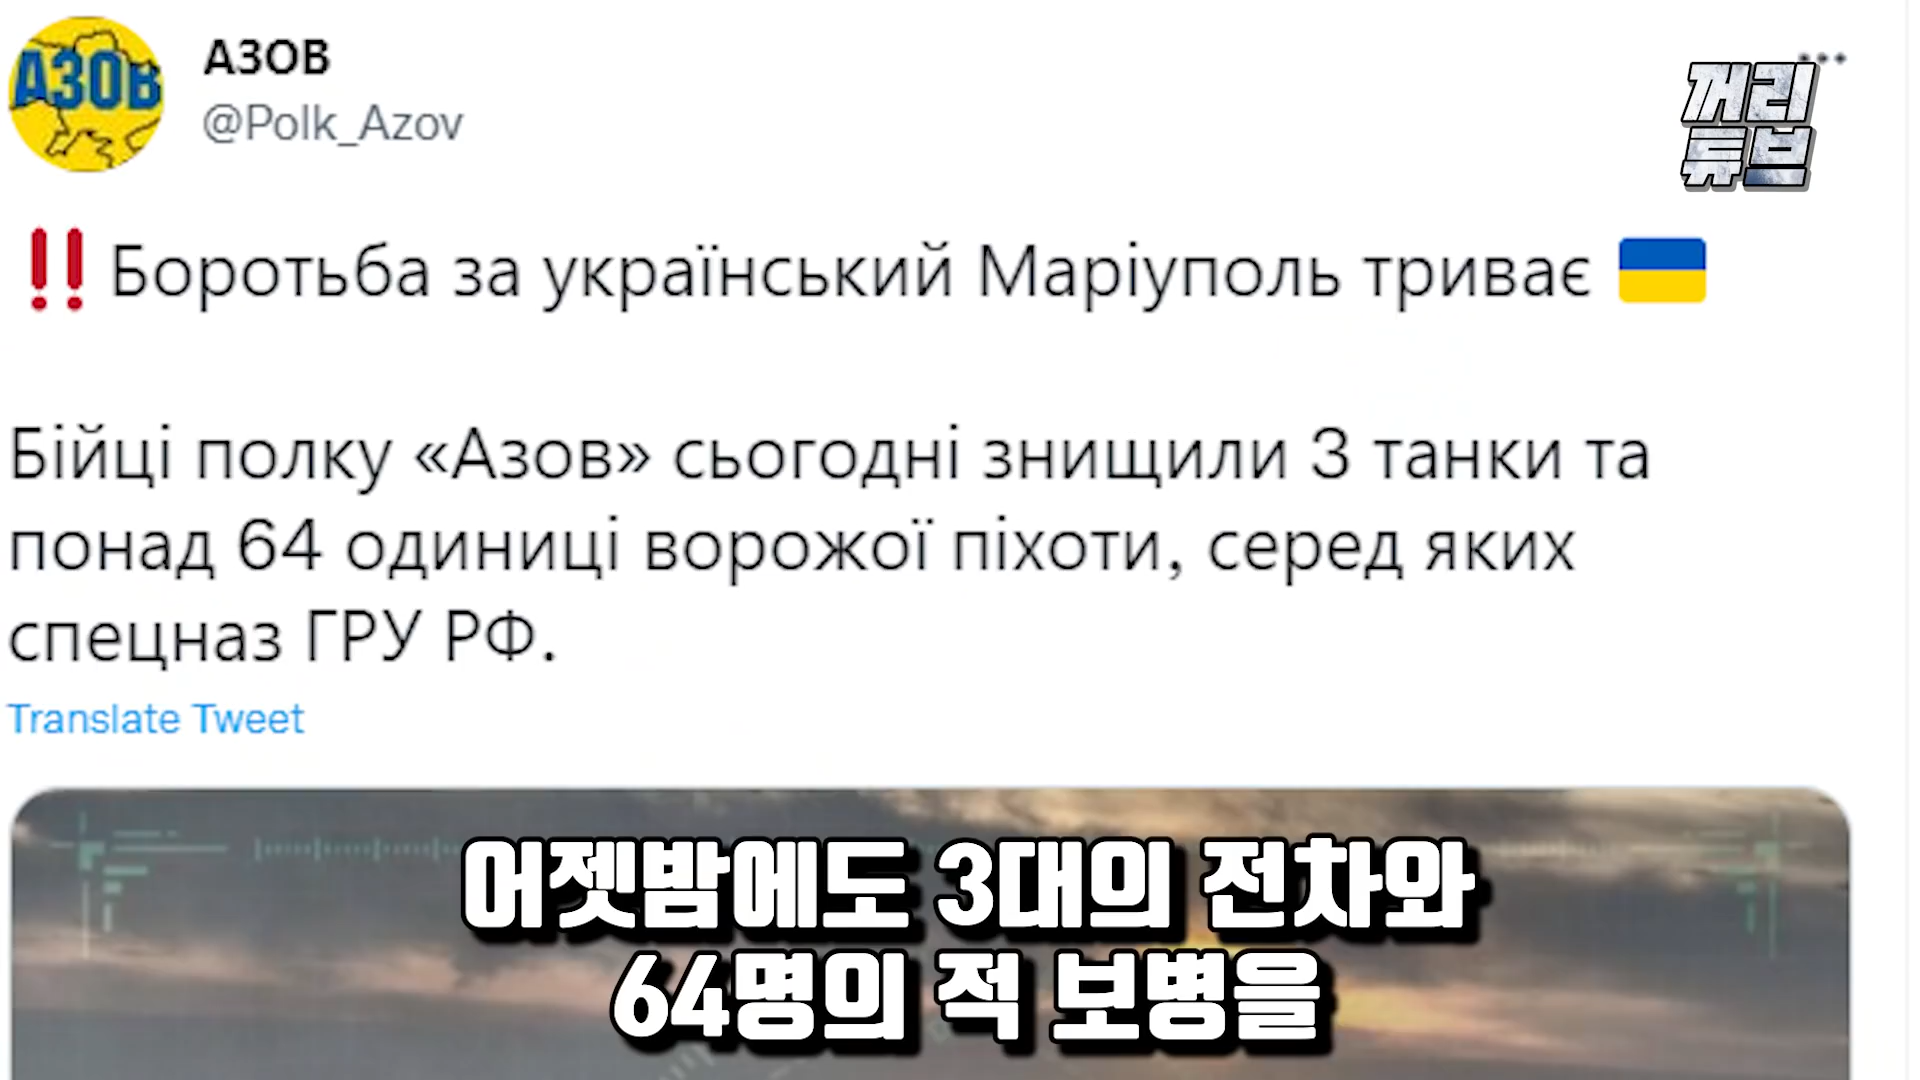 АЗОВ
АЗОВ
@Polk_Azov
꺼리
튜브
‼️Боротьба за український Маріуполь триває 🇺🇦
Бійці полку «Азов» сьогодні знищили 3 танки та
понад 64 одиниці ворожої піхоти, серед яких
спецназ ГРУ РФ.
Translate Tweet
어젯밤에도 3대의 전차와
64명의 적 보병을